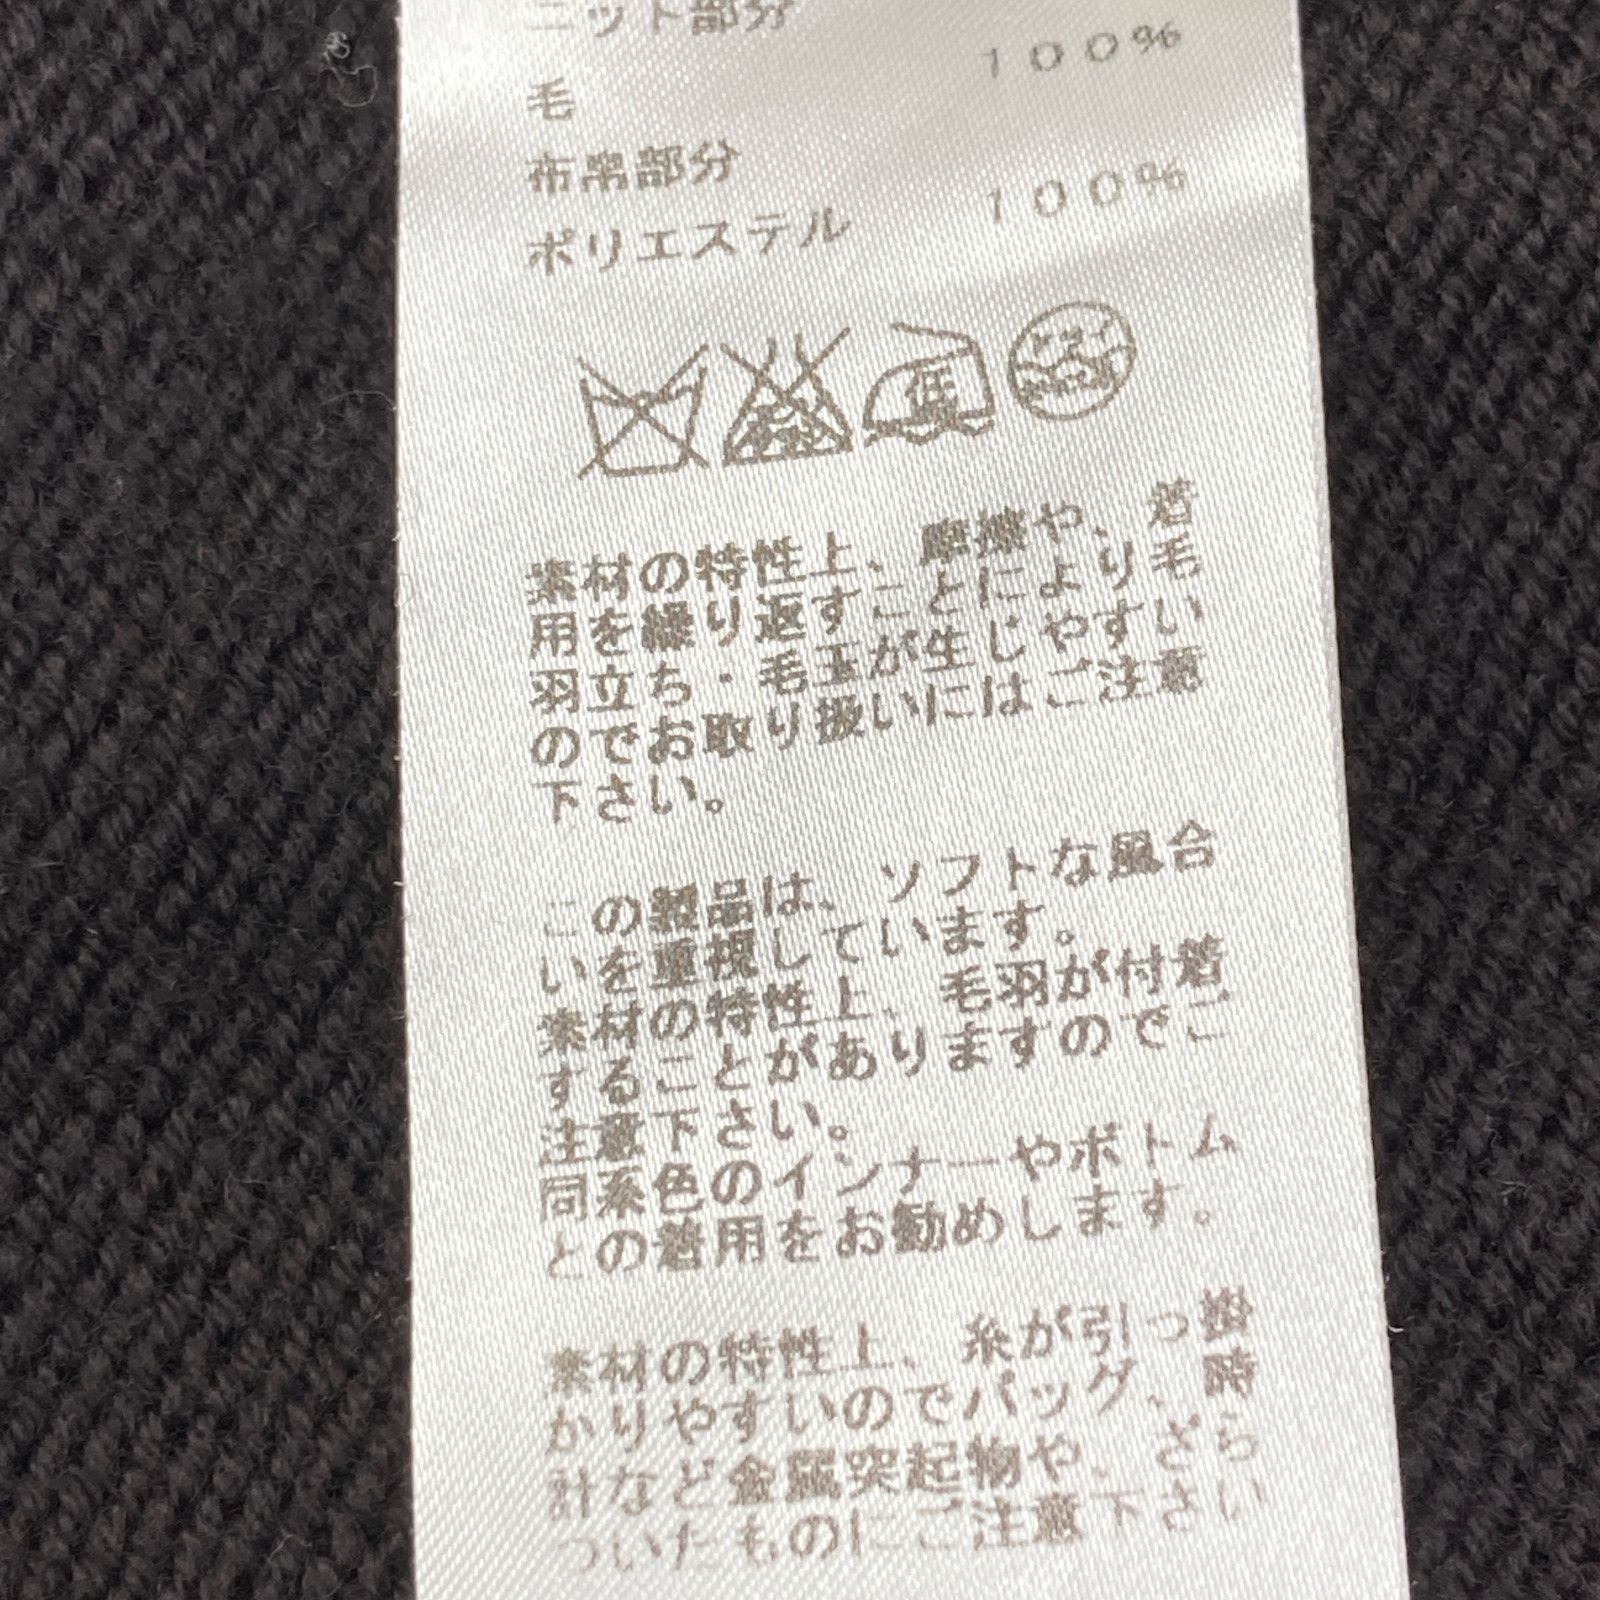 ニット部分
毛 100%
布帛部分
ポリエステル 100%
低
素材の特性上、摩擦や、着
用を繰り返すことにより毛
羽立ち・毛玉が生じやすい
のでお取り扱いにはご注意
下さい。
この製品は、ソフトな風合
いを重視しています。
素材の特性上、毛羽が付着
することがありますのでご
注意下さい。
同系色のインナーやボトム
との着用をお勧めします。
素材の特性上、糸が引っ掛
かりやすいのでバッグ、時
計など金属突起物や、ざら
ついたものにご注意下さい